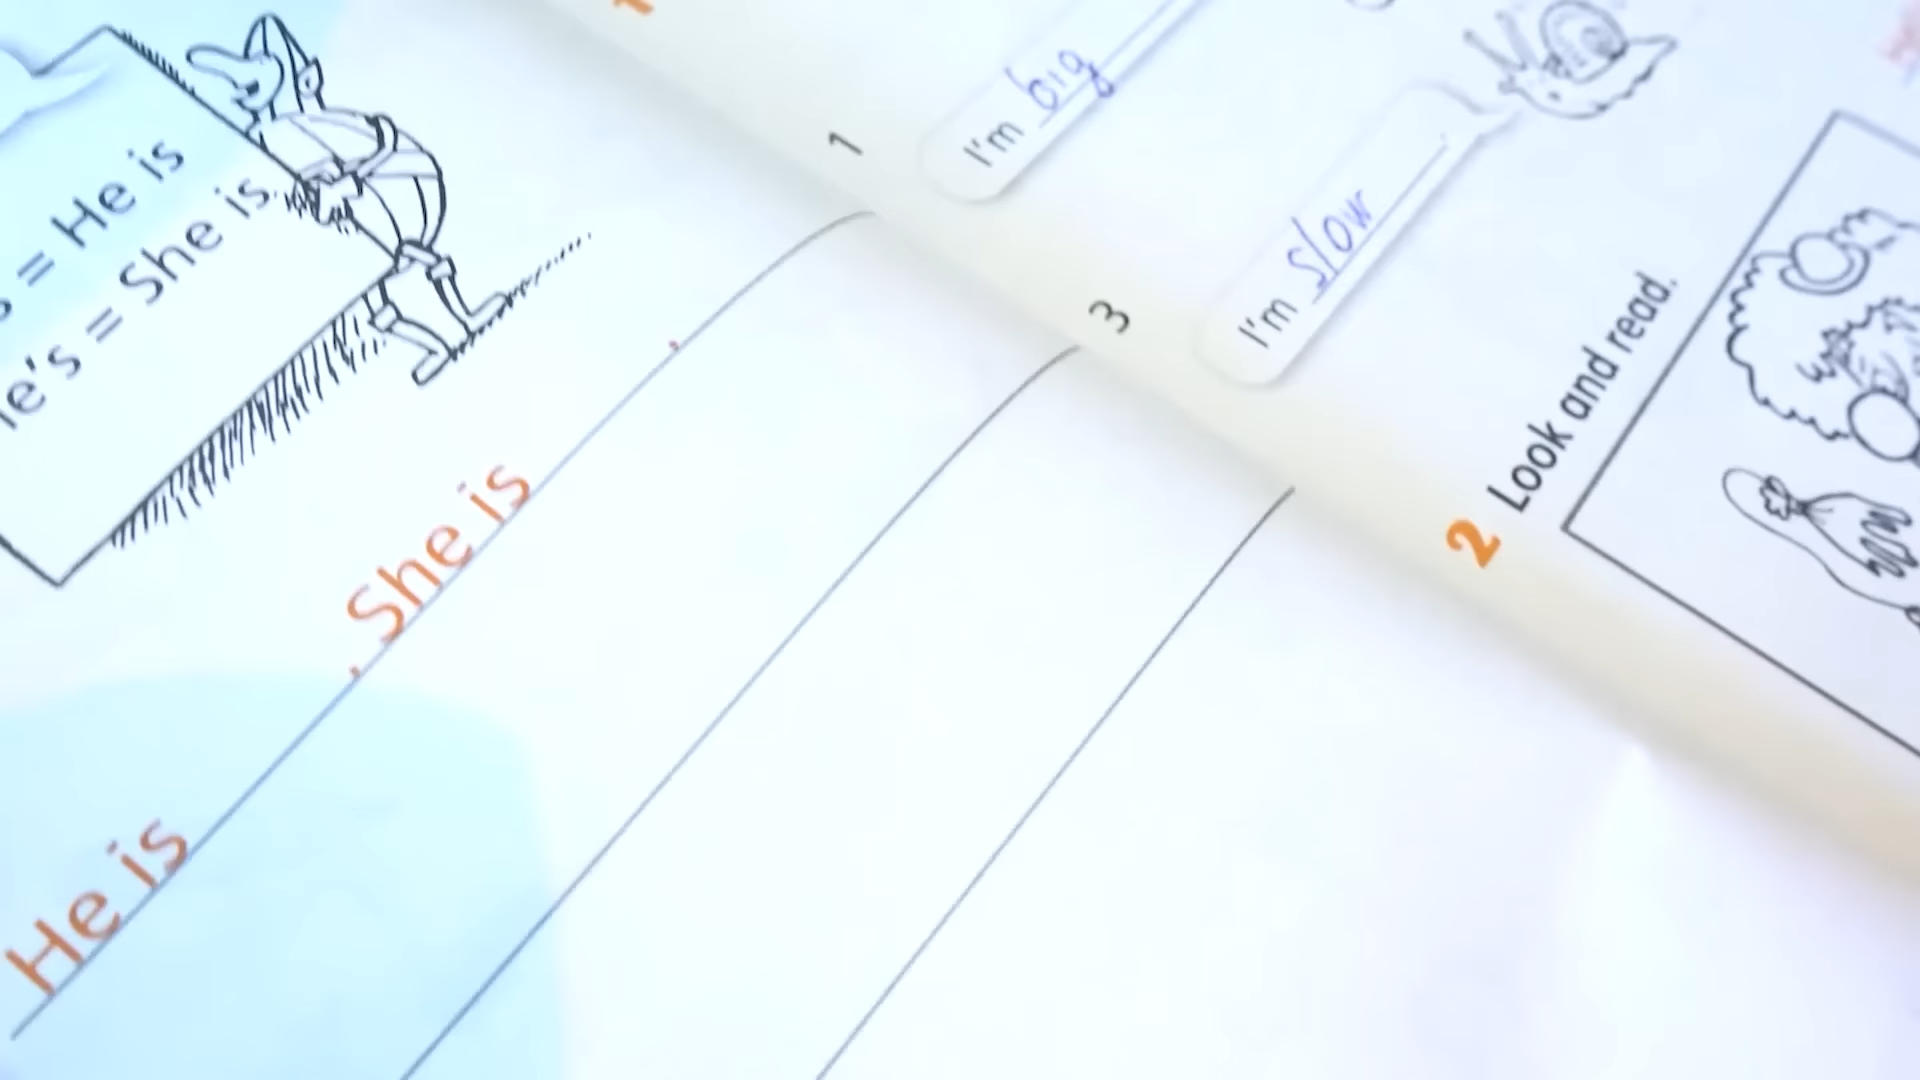 = He is
= She is.
He is
. She is
.
1
I'm big
3
I'm slow
2 Look and read.